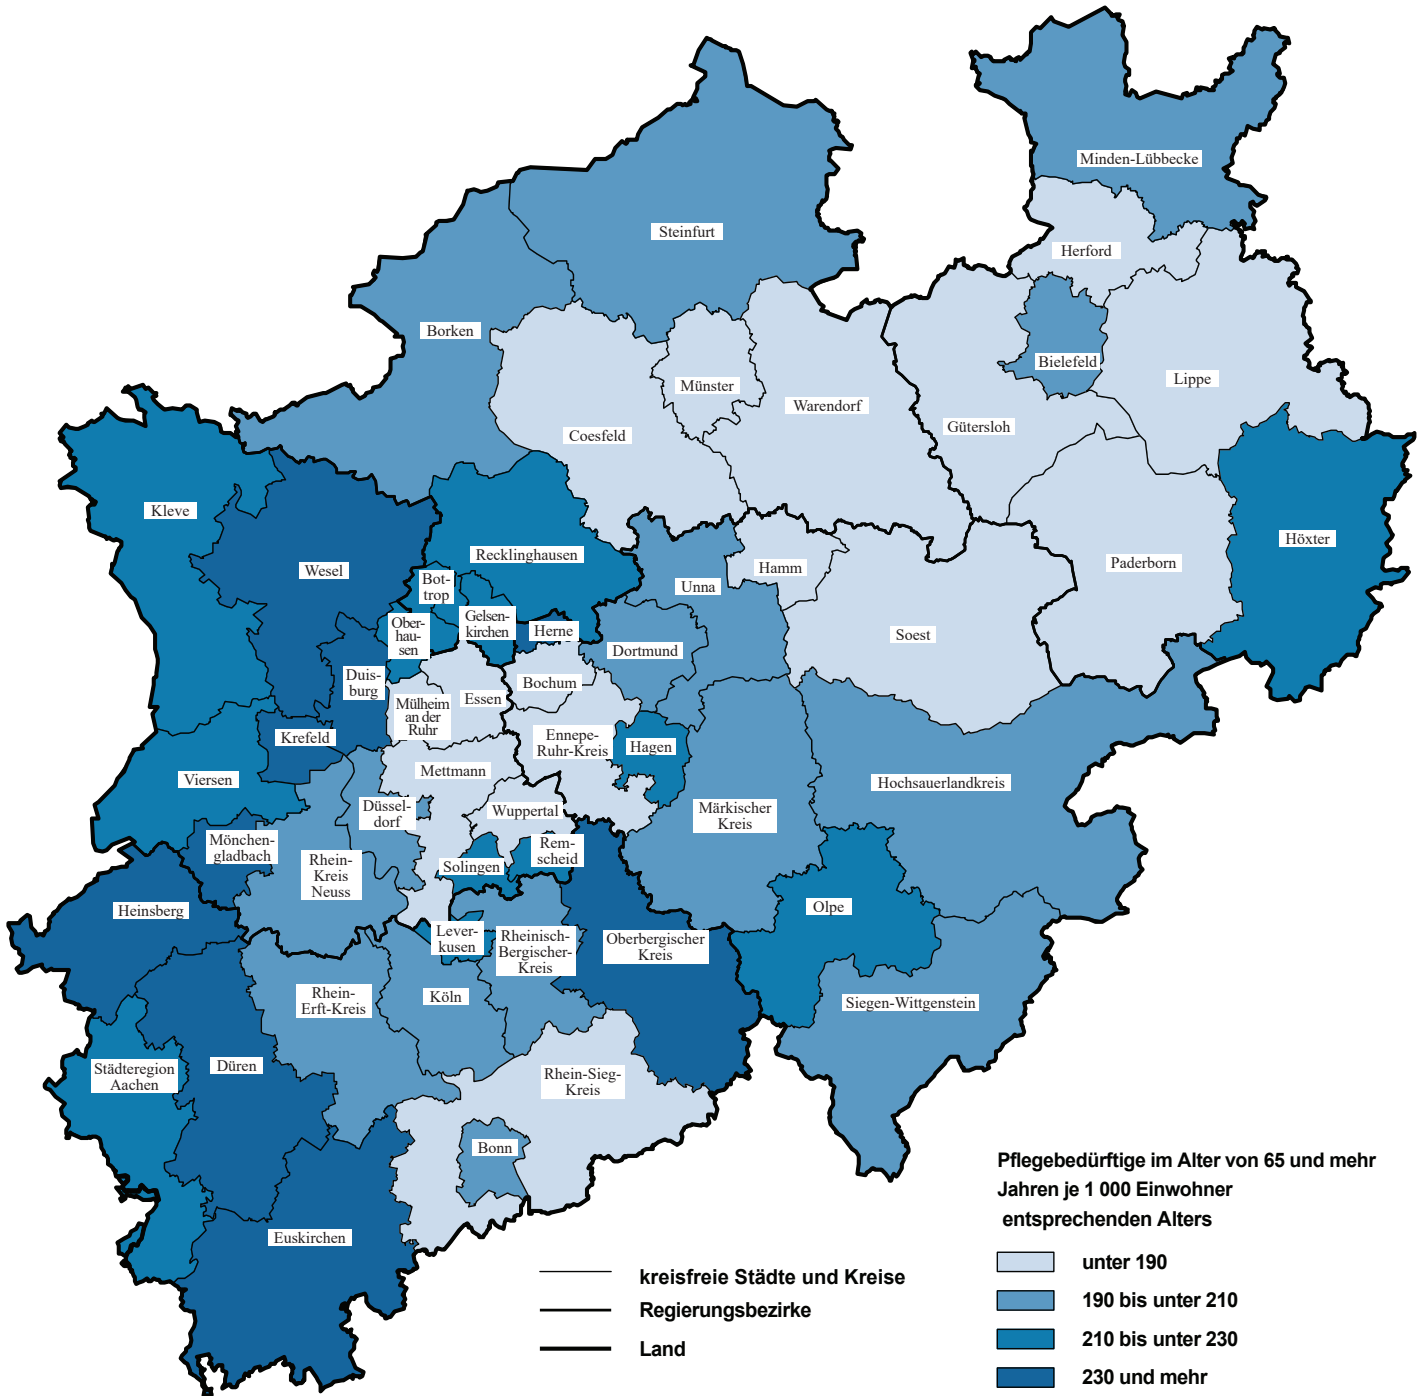 Minden-Lübbecke
Steinfurt
Herford
Borken
Bielefeld
Lippe
Münster
Warendorf
Gütersloh
Coesfeld
Kleve
Höxter
Recklinghausen
Wesel
Paderborn
Hamm
Unna
Bot-
trop
Gelsen-
kirchen
Ober-
hau-
sen
Herne
Soest
Dortmund
Duis-
burg
Bochum
Essen
Mülheim
an der
Ruhr
Krefeld
Ennepe-
Ruhr-Kreis
Hagen
Mettmann
Viersen
Hochsauerlandkreis
Düssel-
dorf
Wuppertal
Märkischer
Kreis
Mönchen-
gladbach
Rem-
scheid
Solingen
Rhein-
Kreis
Neuss
Heinsberg
Olpe
Lever-
kusen
Rheinisch-
Bergischer-
Kreis
Oberbergischer
Kreis
Rhein-
Erft-Kreis
Köln
Siegen-Wittgenstein
Städteregion
Aachen
Düren
Rhein-Sieg-
Kreis
Bonn
Euskirchen
Pflegebedürftige im Alter von 65 und mehr
Jahren je 1 000 Einwohner
entsprechenden Alters
unter 190
190 bis unter 210
210 bis unter 230
230 und mehr
kreisfreie Städte und Kreise
Regierungsbezirke
Land